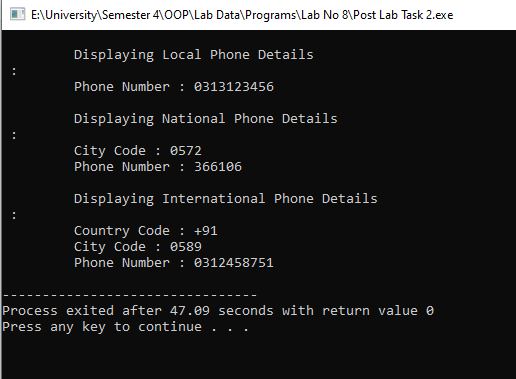 E:\University\Semester 4\OOP\Lab Data\Programs\Lab No 8\Post Lab Task 2.exe
Displaying Local Phone Details
:
Phone Number : 0313123456
Displaying National Phone Details
:
City Code : 0572
Phone Number : 366106
Displaying International Phone Details
:
Country Code : +91
City Code : 0589
Phone Number : 0312458751
--------------------------------
Process exited after 47.09 seconds with return value 0
Press any key to continue . . .